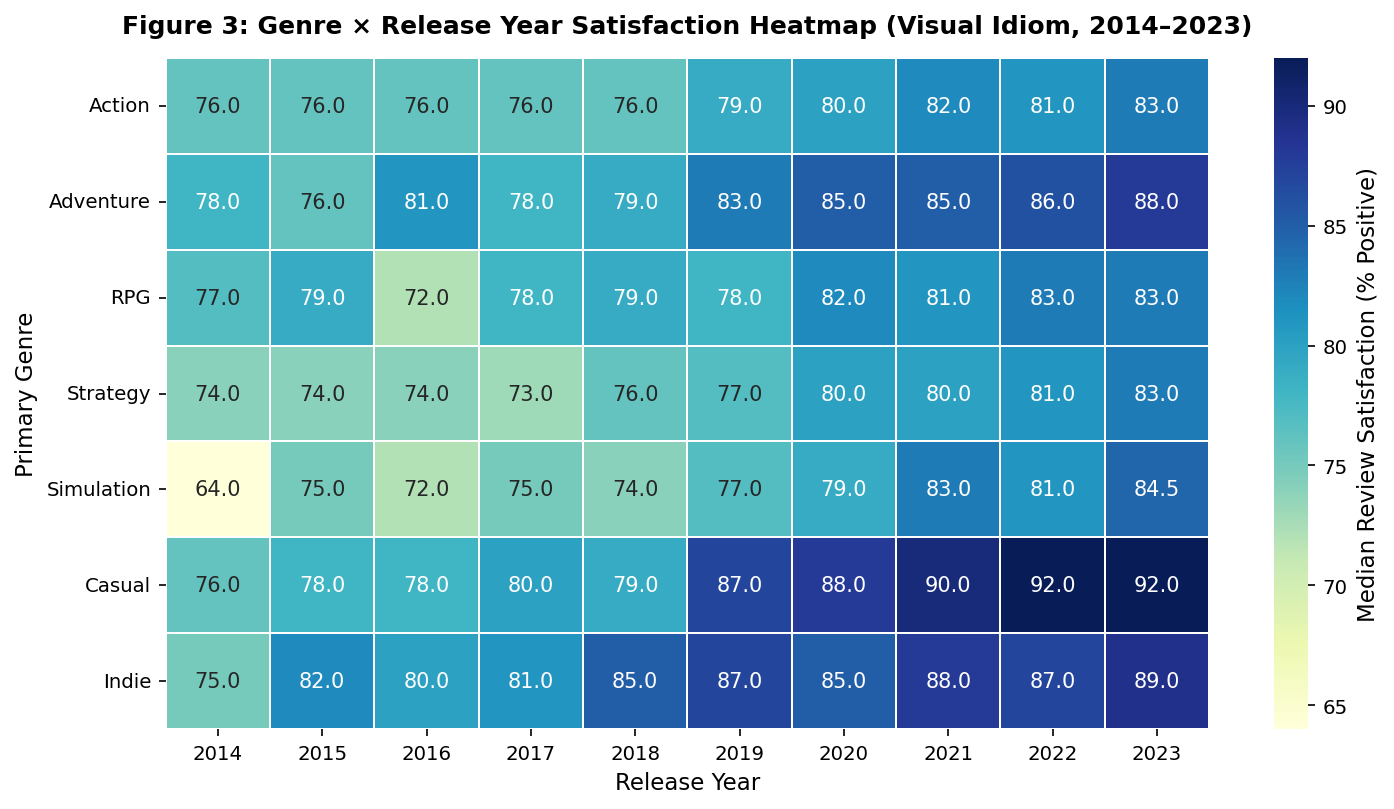 Figure 3: Genre × Release Year Satisfaction Heatmap (Visual Idiom, 2014–2023)
Primary Genre
Action 76.0 76.0 76.0 76.0 76.0 79.0 80.0 82.0 81.0 83.0
Adventure 78.0 76.0 81.0 78.0 79.0 83.0 85.0 85.0 86.0 88.0
RPG 77.0 79.0 72.0 78.0 79.0 78.0 82.0 81.0 83.0 83.0
Strategy 74.0 74.0 74.0 73.0 76.0 77.0 80.0 80.0 81.0 83.0
Simulation 64.0 75.0 72.0 75.0 74.0 77.0 79.0 83.0 81.0 84.5
Casual 76.0 78.0 78.0 80.0 79.0 87.0 88.0 90.0 92.0 92.0
Indie 75.0 82.0 80.0 81.0 85.0 87.0 85.0 88.0 87.0 89.0
2014 2015 2016 2017 2018 2019 2020 2021 2022 2023
Release Year
90
85
80
75
70
65
Median Review Satisfaction (% Positive)